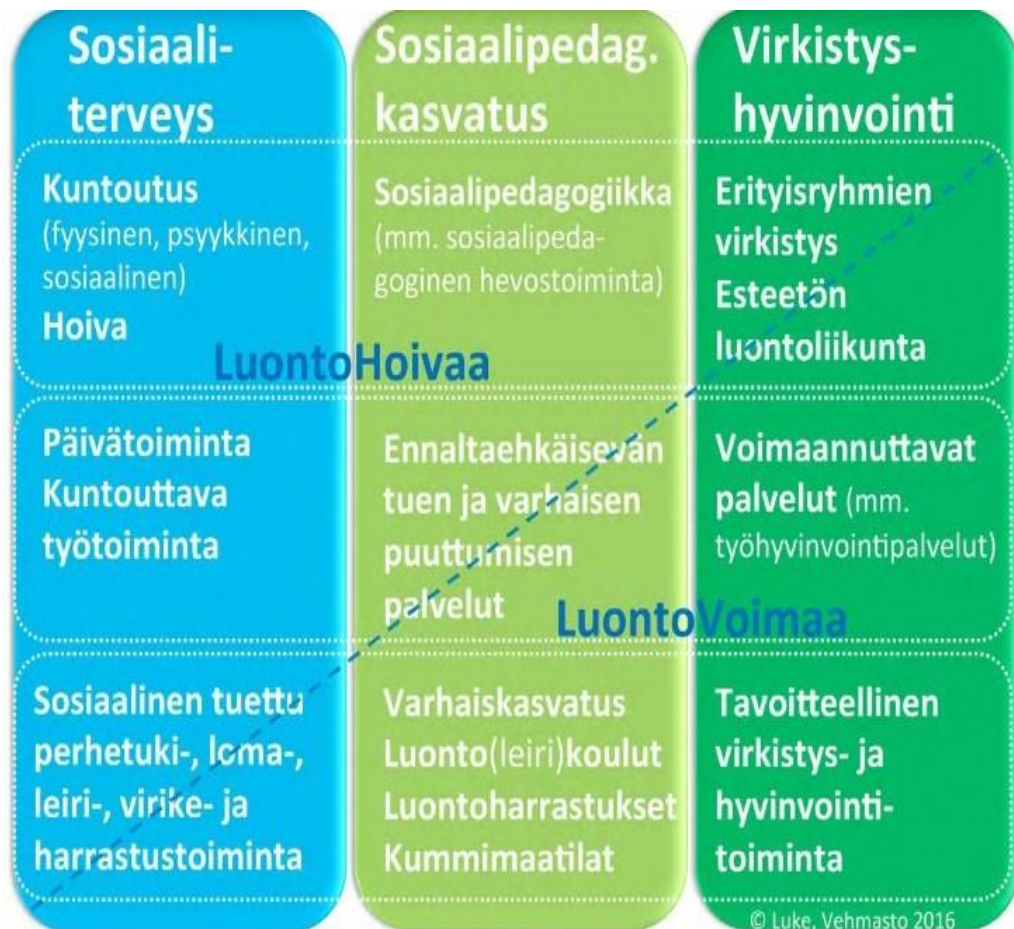 Sosiaali-
terveys
Sosiaalipedag.
kasvatus
Virkistys-
hyvinvointi
Kuntoutus
(fyysinen, psyykkinen,
sosiaalinen)
Hoiva
Sosiaalipedagogiikka
(mm. sosiaalipeda-
goginen hevostoiminta)
Erityisryhmien
virkistys
Esteetön
luontoliikunta
LuontoHoivaa
Päivätoiminta
Kuntouttava
työtoiminta
Ennaltaehkäisevän
tuen ja varhaisen
puuttumisen
palvelut
Voimaannuttavat
palvelut (mm.
työhyvinvointipalvelut)
LuontoVoimaa
Sosiaalinen tuettu
perhetuki-, loma-,
leiri-, virike- ja
harrastustoiminta
Varhaiskasvatus
Luonto(leiri)koulut
Luontoharrastukset
Kummimaatilat
Tavoitteellinen
virkistys- ja
hyvinvointi-
toiminta
© Luke, Vehmasto 2016